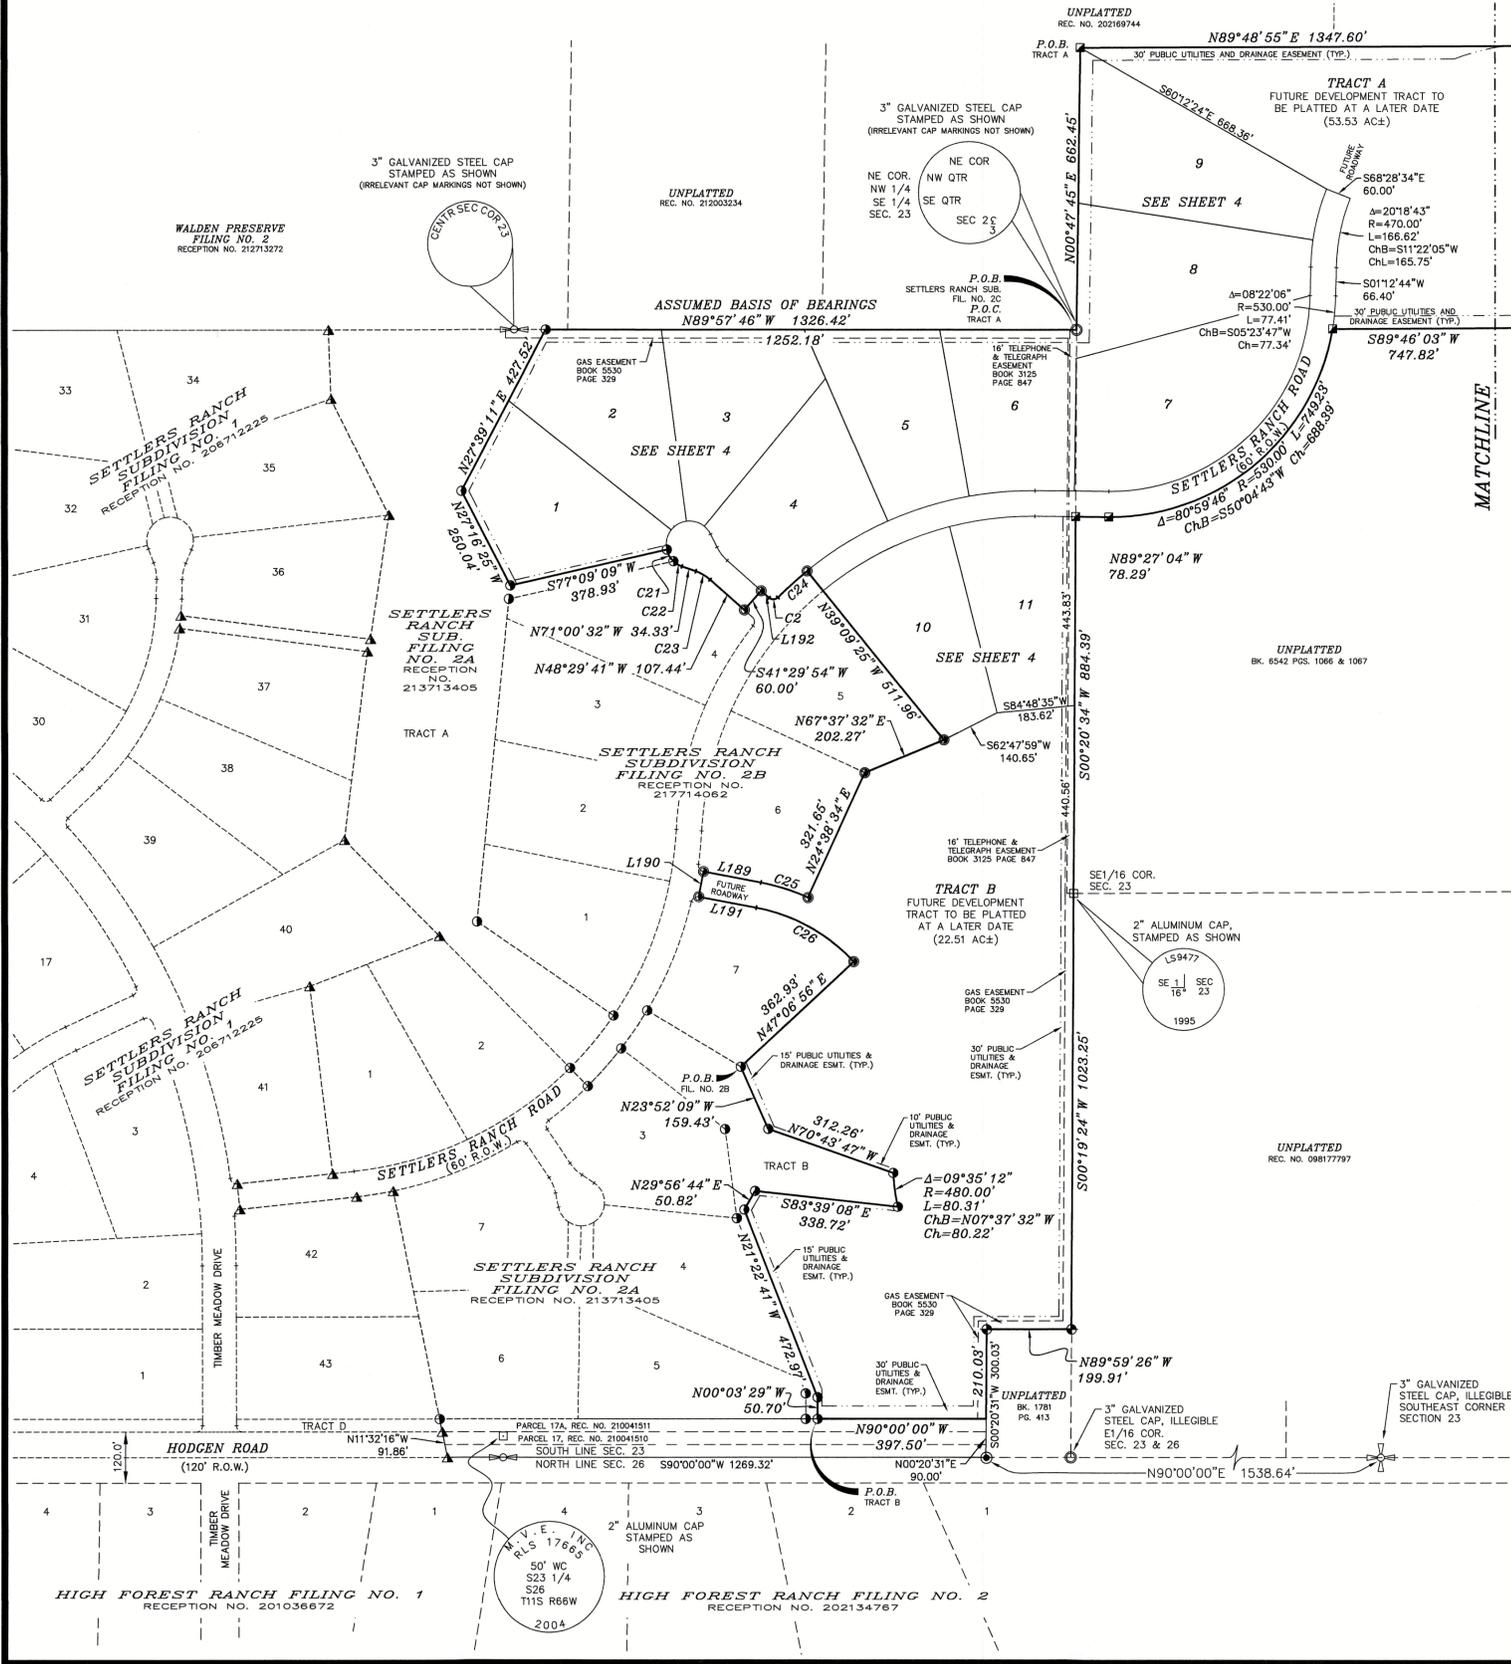 UNPLATTED
REC. NO. 202169744
P.O.B.
TRACT A
N89°48'55"E 1347.60'
30' PUBLIC UTILITIES AND DRAINAGE EASEMENT (TYP.)
TRACT A
FUTURE DEVELOPMENT TRACT TO
BE PLATTED AT A LATER DATE
(53.53 AC±)
S60°12'24"E 668.36'
3" GALVANIZED STEEL CAP
STAMPED AS SHOWN
(IRRELEVANT CAP MARKINGS NOT SHOWN)
NE COR
NW QTR
SE QTR
SEC 2
3
NE COR.
NW 1/4
SE 1/4
SEC. 23
N00°47'45"E 662.45'
9
SEE SHEET 4
8
7
FUTURE
ROADWAY
S68°28'34"E
60.00'
Δ=20°18'43"
R=470.00'
L=166.62'
ChB=S11°22'05"W
ChL=165.75'
S01°12'44"W
66.40'
Δ=08°22'06"
R=530.00'
L=77.41'
ChB=S05°23'47"W
Ch=77.34'
30' PUBLIC UTILITIES AND
DRAINAGE EASEMENT (TYP.)
S89°46'03"W
747.82'
MATCHLINE
3" GALVANIZED STEEL CAP
STAMPED AS SHOWN
(IRRELEVANT CAP MARKINGS NOT SHOWN)
CENTR SEC COR 23
UNPLATTED
REC. NO. 212003234
WALDEN PRESERVE
FILING NO. 2
RECEPTION NO. 212713272
P.O.B.
SETTLERS RANCH SUB.
FIL. NO. 2C
P.O.C.
TRACT A
ASSUMED BASIS OF BEARINGS
N89°57'46"W 1326.42'
1252.18'
GAS EASEMENT
BOOK 5530
PAGE 329
16' TELEPHONE
& TELEGRAPH
EASEMENT
BOOK 3125
PAGE 847
N27°39'11"E 427.52'
N27°16'25"W
250.04'
2
3
SEE SHEET 4
5
6
1
4
SETTLERS RANCH ROAD
(60' R.O.W.)
Δ=80°59'46" R=530.00' L=749.23'
ChB=S50°04'43"W Ch=688.39'
N89°27'04"W
78.29'
33
34
35
32
36
31
37
30
38
39
40
17
41
SETTLERS RANCH
SUBDIVISION
FILING NO. 1
RECEPTION NO. 206712225
S77°09'09"W
378.93'
C21
C22
N71°00'32"W 34.33'
C23
N48°29'41"W 107.44'
C24
C2
L192
S41°29'54"W
60.00'
N39°09'25"W 511.96'
10
11
SEE SHEET 4
443.83'
S84°48'35"W
183.62'
S62°47'59"W
140.65'
S00°20'34"W 884.39'
440.56'
UNPLATTED
BK. 6542 PGS. 1066 & 1067
SETTLERS
RANCH
SUB.
FILING
NO. 2A
RECEPTION
NO.
213713405
TRACT A
4
3
5
N67°37'32"E
202.27'
SETTLERS RANCH
SUBDIVISION
FILING NO. 2B
RECEPTION NO.
217714062
2
6
321.65'
N24°38'34"E
L190
L189
C25
FUTURE
ROADWAY
L191
C26
1
7
16' TELEPHONE &
TELEGRAPH EASEMENT
BOOK 3125 PAGE 847
TRACT B
FUTURE DEVELOPMENT
TRACT TO BE PLATTED
AT A LATER DATE
(22.51 AC±)
SE1/16 COR.
SEC. 23
2" ALUMINUM CAP,
STAMPED AS SHOWN
LS9477
SE 1/16 SEC
23
1995
362.93'
N47°06'56"E
GAS EASEMENT
BOOK 5530
PAGE 329
30' PUBLIC
UTILITIES &
DRAINAGE
ESMT. (TYP.)
S00°19'24"W 1023.25'
SETTLERS RANCH
SUBDIVISION
FILING NO. 1
RECEPTION NO. 206712225
2
1
3
4
SETTLERS RANCH ROAD
(60' R.O.W.)
P.O.B.
FIL. NO. 2B
15' PUBLIC UTILITIES &
DRAINAGE ESMT. (TYP.)
N23°52'09"W
159.43'
3
312.26'
N70°43'47"W
10' PUBLIC
UTILITIES &
DRAINAGE
ESMT. (TYP.)
TRACT B
UNPLATTED
REC. NO. 098177797
N29°56'44"E
50.82'
S83°39'08"E
338.72'
Δ=09°35'12"
R=480.00'
L=80.31'
ChB=N07°37'32"W
Ch=80.22'
7
42
4
2
SETTLERS RANCH
SUBDIVISION
FILING NO. 2A
RECEPTION NO. 213713405
N21°22'41"W 472.97'
15' PUBLIC
UTILITIES &
DRAINAGE
ESMT. (TYP.)
TIMBER MEADOW DRIVE
GAS EASEMENT
BOOK 5530
PAGE 329
43
6
5
1
30' PUBLIC
UTILITIES &
DRAINAGE
ESMT. (TYP.)
N00°03'29"W
50.70'
210.03'
S00°20'31"W 300.03'
N89°59'26"W
199.91'
UNPLATTED
BK. 1781
PG. 413
3" GALVANIZED
STEEL CAP, ILLEGIBLE
SOUTHEAST CORNER
SECTION 23
3" GALVANIZED
STEEL CAP, ILLEGIBLE
E1/16 COR.
SEC. 23 & 26
TRACT D
PARCEL 17A, REC. NO. 210041511
PARCEL 17, REC. NO. 210041510
N90°00'00"W
397.50'
HODGEN ROAD
(120' R.O.W.)
120.0'
N11°32'16"W
91.86'
SOUTH LINE SEC. 23
NORTH LINE SEC. 26 S90°00'00"W 1269.32'
N00°20'31"E
90.00'
N90°00'00"E 1538.64'
P.O.B.
TRACT B
4
3
2
1
4
3
2
1
TIMBER
MEADOW DRIVE
2" ALUMINUM CAP
STAMPED AS
SHOWN
M.V.E. INC
RLS 17665
50' WC
S23 1/4
S26
T11S R66W
2004
HIGH FOREST RANCH FILING NO. 1
RECEPTION NO. 201036672
HIGH FOREST RANCH FILING NO. 2
RECEPTION NO. 202134767